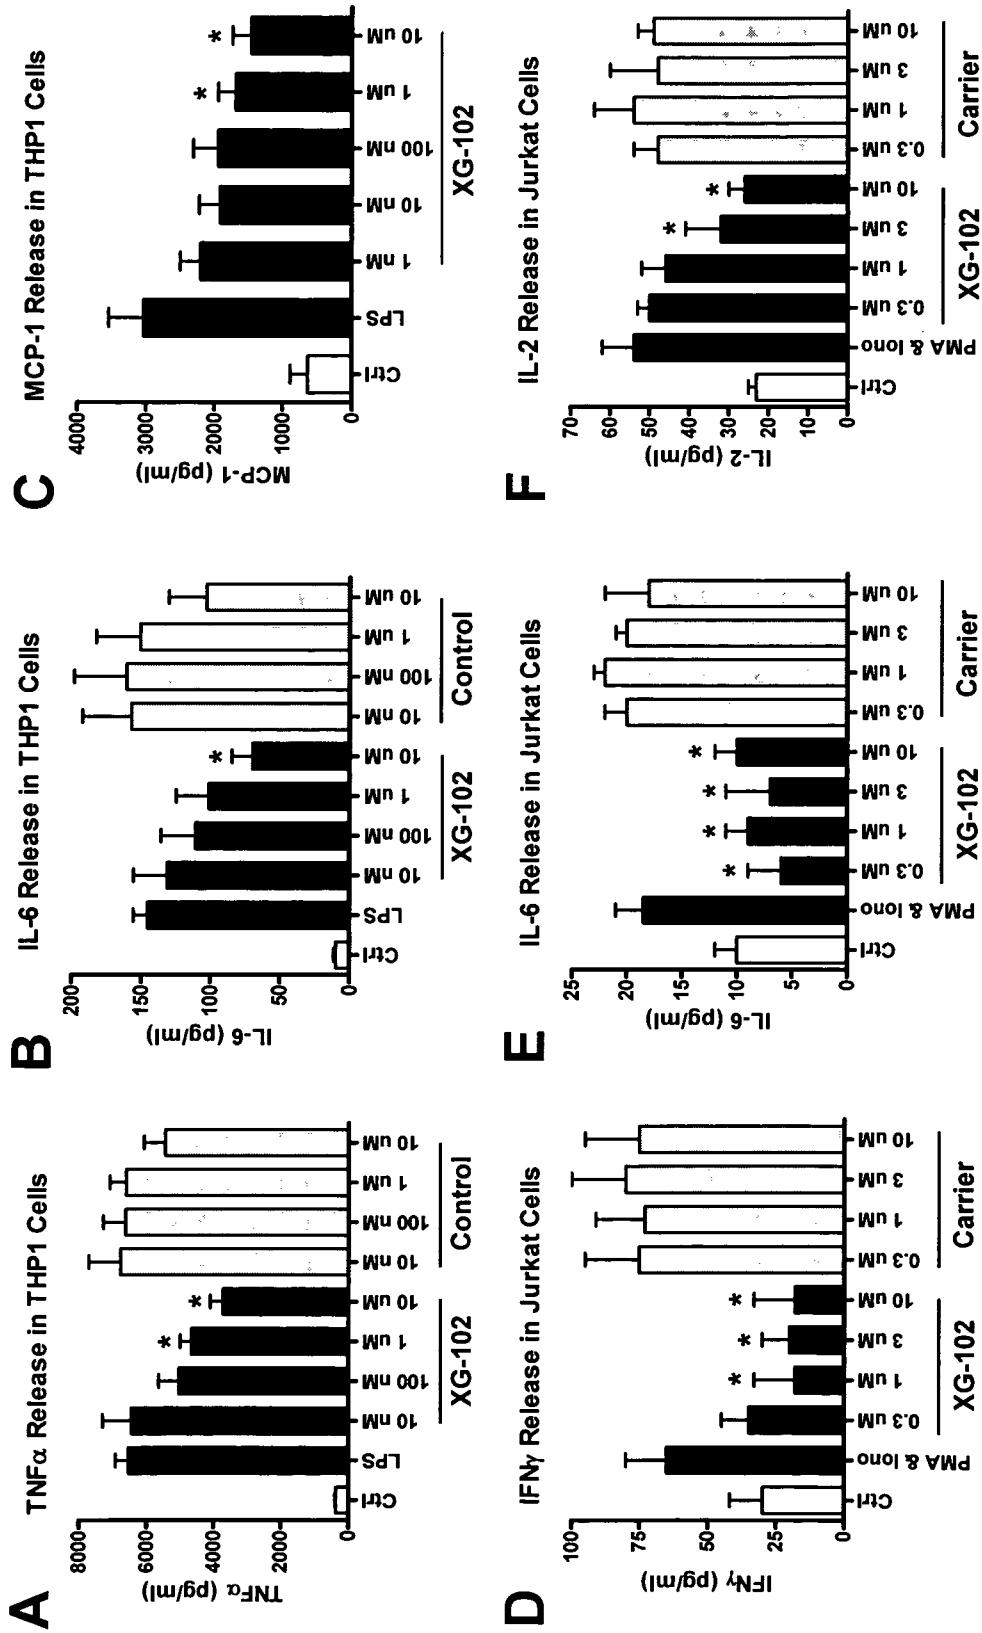 A
TNFα Release in THP1 Cells
TNFα (pg/ml)
8000
6000
4000
2000
0
Ctrl
LPS
10 nM
100 nM
1 uM
10 uM
10 nM
100 nM
1 uM
10 uM
XG-102
Control
*
*
B
IL-6 Release in THP1 Cells
IL-6 (pg/ml)
200
150
100
50
0
Ctrl
LPS
10 nM
100 nM
1 uM
10 uM
10 nM
100 nM
1 uM
10 uM
XG-102
Control
*
C
MCP-1 Release in THP1 Cells
MCP-1 (pg/ml)
4000
3000
2000
1000
0
Ctrl
LPS
1 nM
10 nM
100 nM
1 uM
10 uM
XG-102
*
*
D
IFNγ Release in Jurkat Cells
IFNγ (pg/ml)
100
75
50
25
0
Ctrl
PMA & Iono
0.3 uM
1 uM
3 uM
10 uM
0.3 uM
1 uM
3 uM
10 uM
XG-102
Carrier
*
*
*
E
IL-6 Release in Jurkat Cells
IL-6 (pg/ml)
25
20
15
10
5
0
Ctrl
PMA & Iono
0.3 uM
1 uM
3 uM
10 uM
0.3 uM
1 uM
3 uM
10 uM
XG-102
Carrier
*
*
*
*
F
IL-2 Release in Jurkat Cells
IL-2 (pg/ml)
70
60
50
40
30
20
10
0
Ctrl
PMA & Iono
0.3 uM
1 uM
3 uM
10 uM
0.3 uM
1 uM
3 uM
10 uM
XG-102
Carrier
*
*